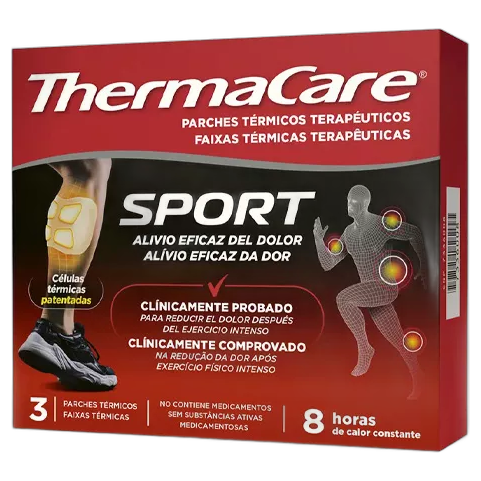 ThermaCare®
PARCHES TÉRMICOS TERAPÉUTICOS
FAIXAS TÉRMICAS TERAPÊUTICAS
SPORT
ALIVIO EFICAZ DEL DOLOR
ALÍVIO EFICAZ DA DOR
Células
térmicas
patentadas
CLÍNICAMENTE PROBADO
PARA REDUCIR EL DOLOR DESPUÉS
DEL EJERCICIO INTENSO
CLÍNICAMENTE COMPROVADO
NA REDUÇÃO DA DOR APÓS
EXERCÍCIO FÍSICO INTENSO
3 PARCHES TÉRMICOS
FAIXAS TÉRMICAS
NO CONTIENE MEDICAMENTOS
SEM SUBSTÂNCIAS ATIVAS
MEDICAMENTOSAS
8 horas
de calor constante